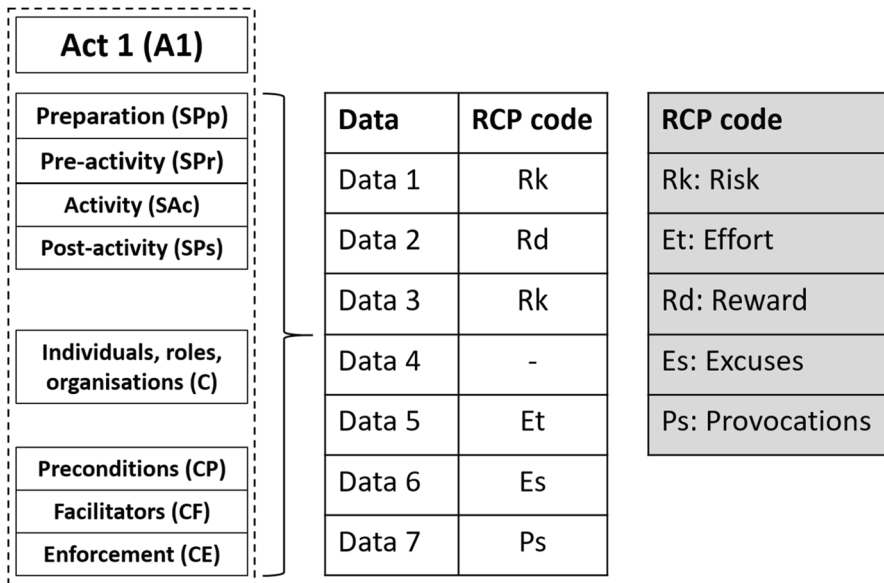 Act 1 (A1)
Preparation (SPp)
Pre-activity (SPr)
Activity (SAc)
Post-activity (SPs)
Individuals, roles,
organisations (C)
Preconditions (CP)
Facilitators (CF)
Enforcement (CE)
Data RCP code
Data 1 Rk
Data 2 Rd
Data 3 Rk
Data 4 -
Data 5 Et
Data 6 Es
Data 7 Ps
RCP code
Rk: Risk
Et: Effort
Rd: Reward
Es: Excuses
Ps: Provocations